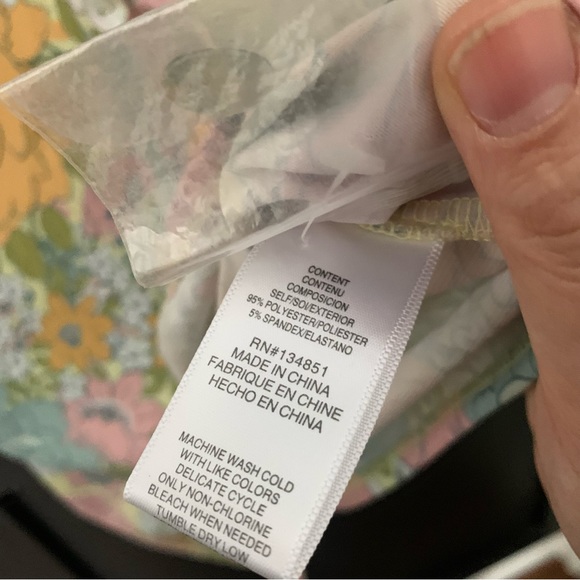 CONTENT
CONTENU
COMPOSICION
SELF/SOI/EXTERIOR
95% POLYESTER/POLIESTER
5% SPANDEX/ELASTANO
RN#134851
MADE IN CHINA
FABRIQUE EN CHINE
HECHO EN CHINA
MACHINE WASH COLD
WITH LIKE COLORS
DELICATE CYCLE
ONLY NON-CHLORINE
BLEACH WHEN NEEDED
TUMBLE DRY LOW